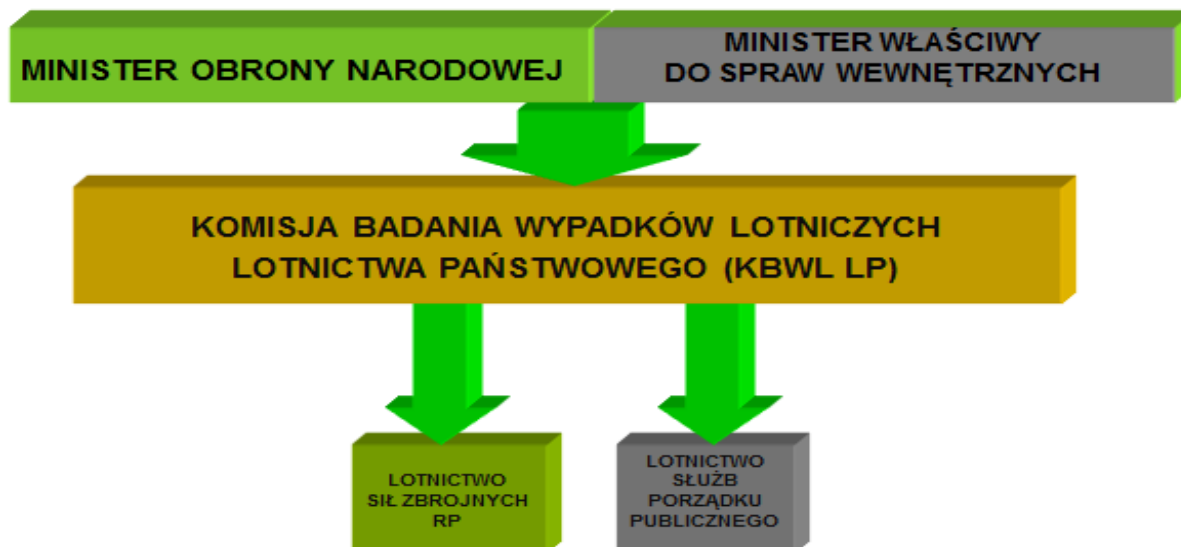 MINISTER OBRONY NARODOWEJ
MINISTER WŁAŚCIWY
DO SPRAW WEWNĘTRZNYCH
KOMISJA BADANIA WYPADKÓW LOTNICZYCH
LOTNICTWA PAŃSTWOWEGO (KBWL LP)
LOTNICTWO
SIŁ ZBROJNYCH
RP
LOTNICTWO
SŁUŻB
PORZĄDKU
PUBLICZNEGO